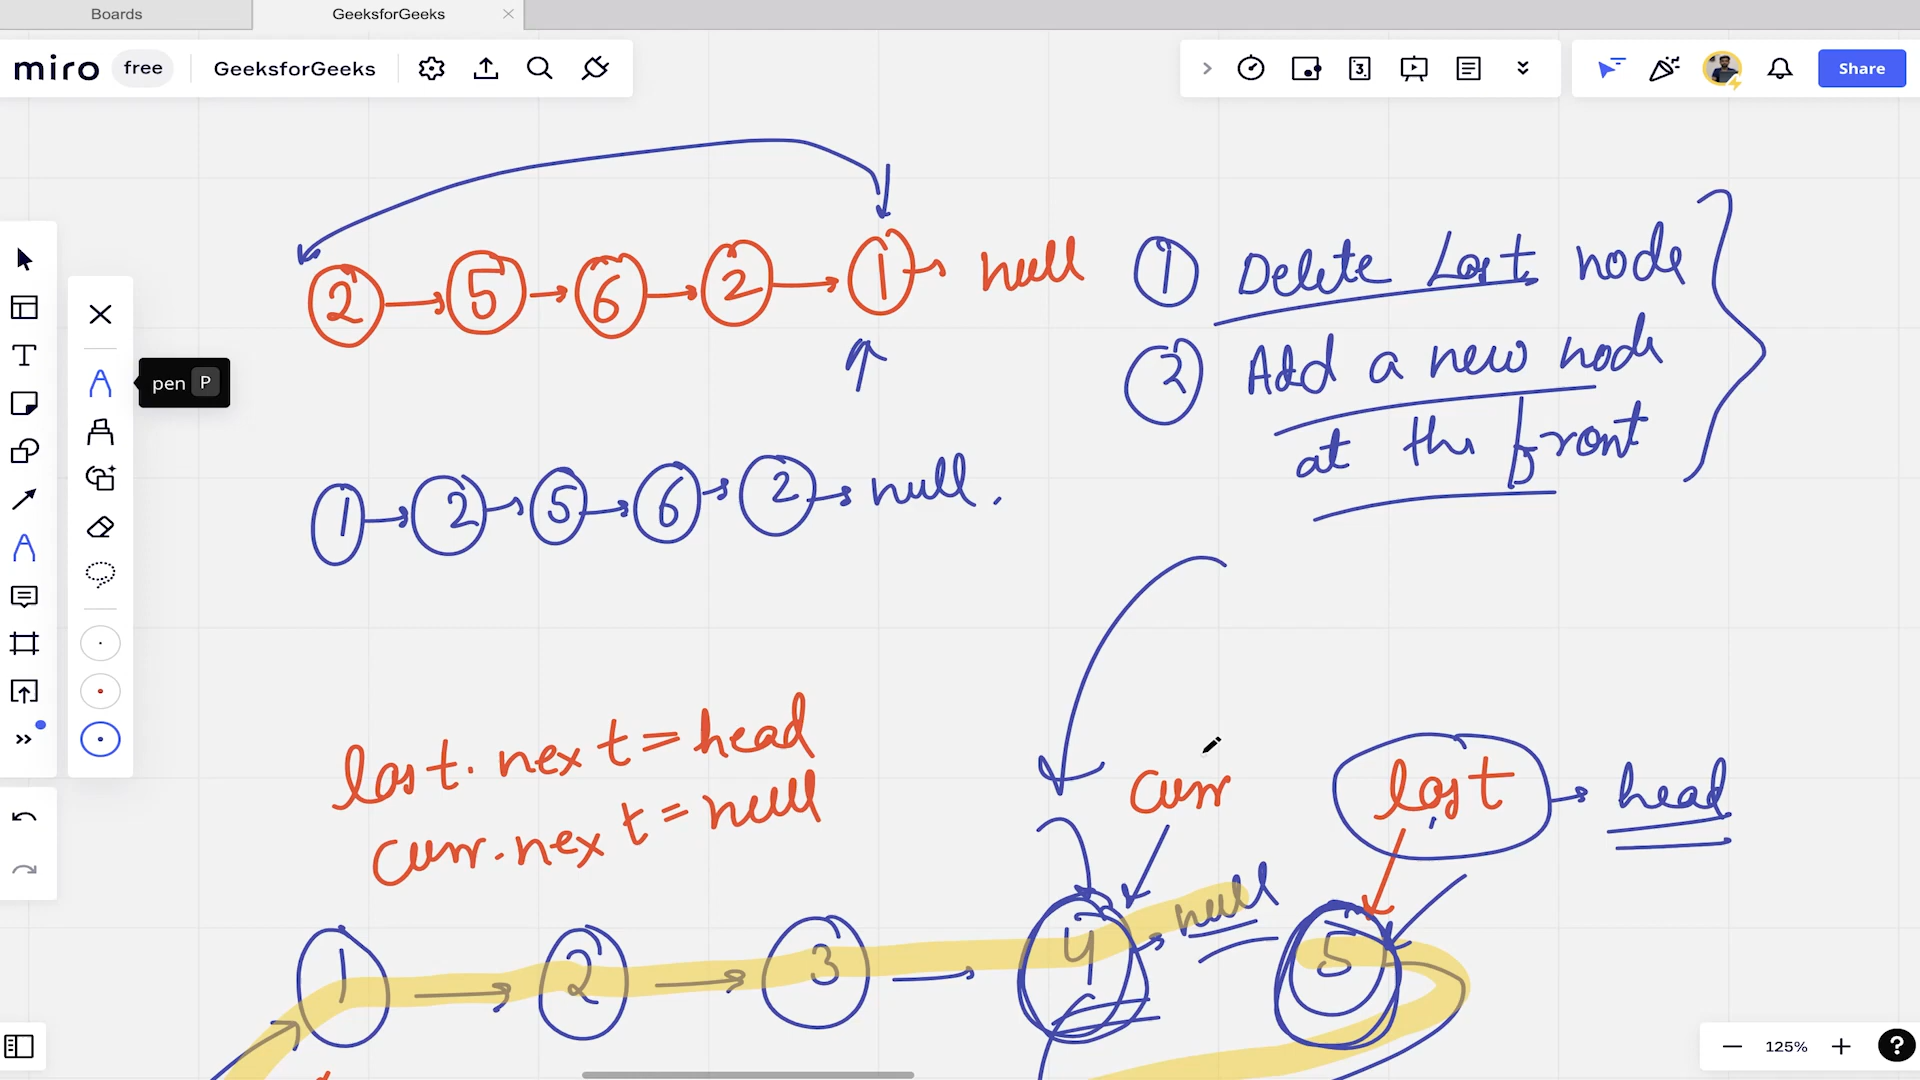 Boards
GeeksforGeeks
miro free GeeksforGeeks
3
Share
2 → 5 → 6 → 2 → 1 → null
① Delete Last node
② Add a new node
at the front
pen P
1 → 2 → 5 → 6 → 2 → null.
last.next = head
curr.next = null
curr
last → head
1 → 2 → 3 → 4 → null
5
125%
?